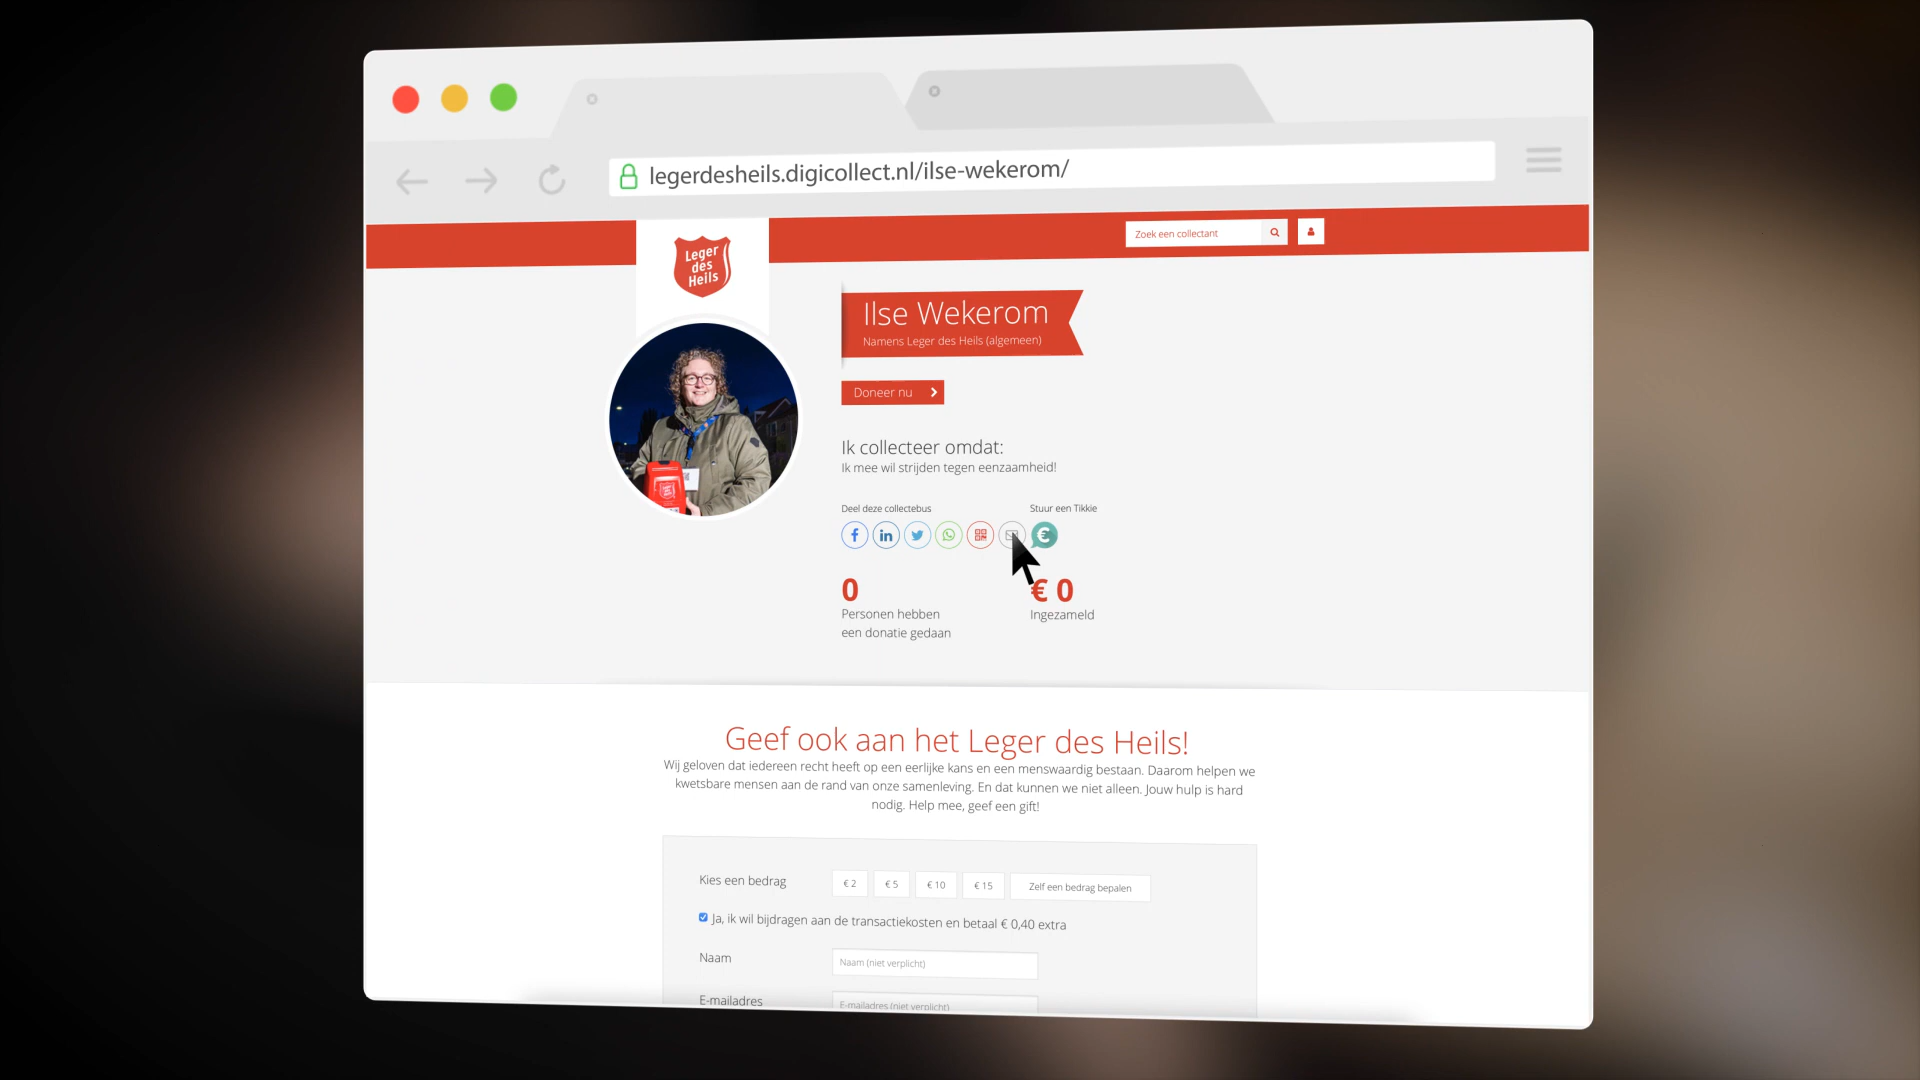 legerdesheils.digicollect.nl/ilse-wekerom/
Zoek een collectant
Leger
des
Heils
Ilse Wekerom
Namens Leger des Heils (algemeen)
Doneer nu
Ik collecteer omdat:
Ik mee wil strijden tegen eenzaamheid!
Deel deze collectebus
Stuur een Tikkie
0
Personen hebben
een donatie gedaan
€ 0
Ingezameld
Geef ook aan het Leger des Heils!
Wij geloven dat iedereen recht heeft op een eerlijke kans en een menswaardig bestaan. Daarom helpen we
kwetsbare mensen aan de rand van onze samenleving. En dat kunnen we niet alleen. Jouw hulp is hard
nodig. Help mee, geef een gift!
Kies een bedrag
€ 2
€ 5
€ 10
€ 15
Zelf een bedrag bepalen
Ja, ik wil bijdragen aan de transactiekosten en betaal € 0,40 extra
Naam
Naam (niet verplicht)
E-mailadres
E-mailadres (niet verplicht)